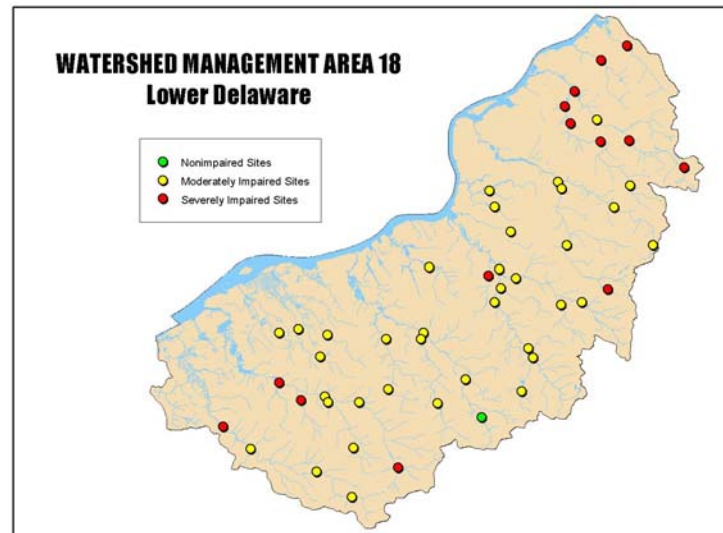 WATERSHED MANAGEMENT AREA 18
Lower Delaware
Nonimpaired Sites
Moderately Impaired Sites
Severely Impaired Sites